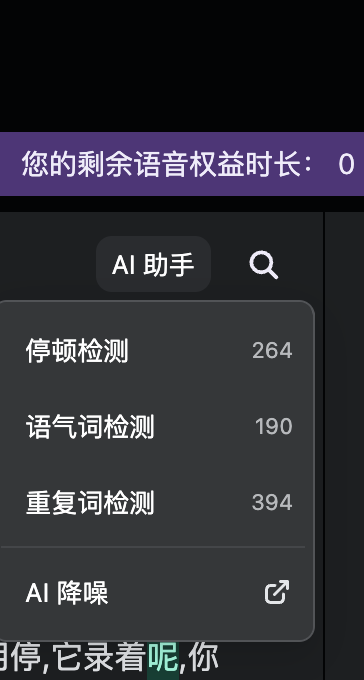 您的剩余语音权益时长： 0
AI 助手
停顿检测 264
语气词检测 190
重复词检测 394
AI 降噪
停,它录着呢,你